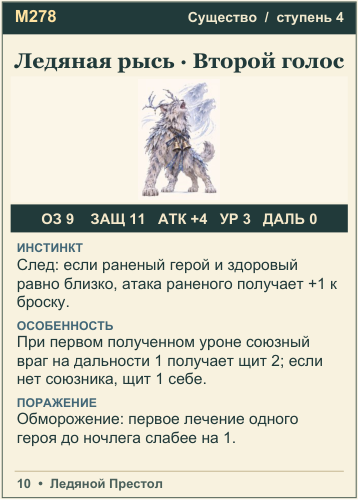 M278
Существо / ступень 4
Ледяная рысь · Второй голос
ОЗ 9 ЗАЩ 11 АТК +4 УР 3 ДАЛЬ 0
ИНСТИНКТ
След: если раненый герой и здоровый
равно близко, атака раненого получает +1 к
броску.
ОСОБЕННОСТЬ
При первом полученном уроне союзный
враг на дальности 1 получает щит 2; если
нет союзника, щит 1 себе.
ПОРАЖЕНИЕ
Обморожение: первое лечение одного
героя до ночлега слабее на 1.
10 • Ледяной Престол